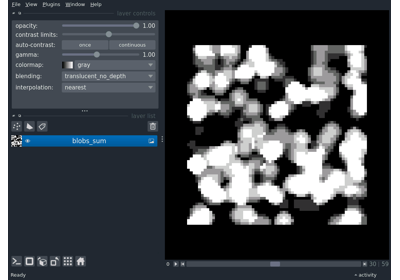 File View Plugins Window Help
layer controls
opacity: 1.00
contrast limits:
auto-contrast: once continuous
gamma: 1.00
colormap: gray
blending: translucent_no_depth
interpolation: nearest
layer list
blobs_sum
30 59
Ready
activity